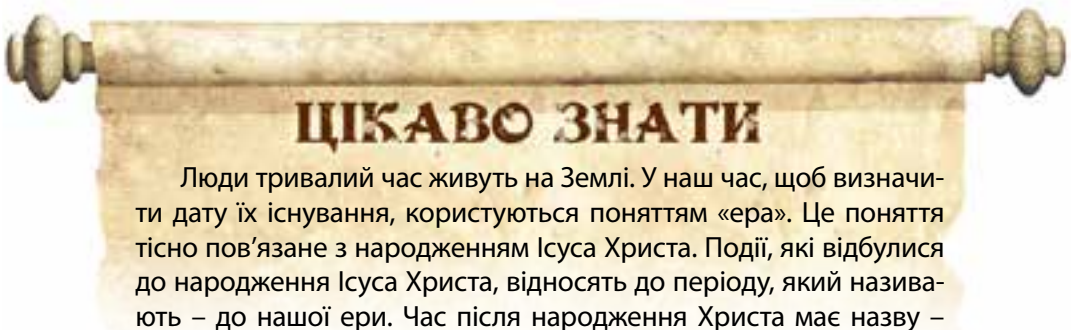 ЦІКАВО ЗНАТИ
Люди тривалий час живуть на Землі. У наш час, щоб визначи-
ти дату їх існування, користуються поняттям «ера». Це поняття
тісно пов’язане з народженням Ісуса Христа. Події, які відбулися
до народження Ісуса Христа, відносять до періоду, який назива-
ють – до нашої ери. Час після народження Христа має назву –